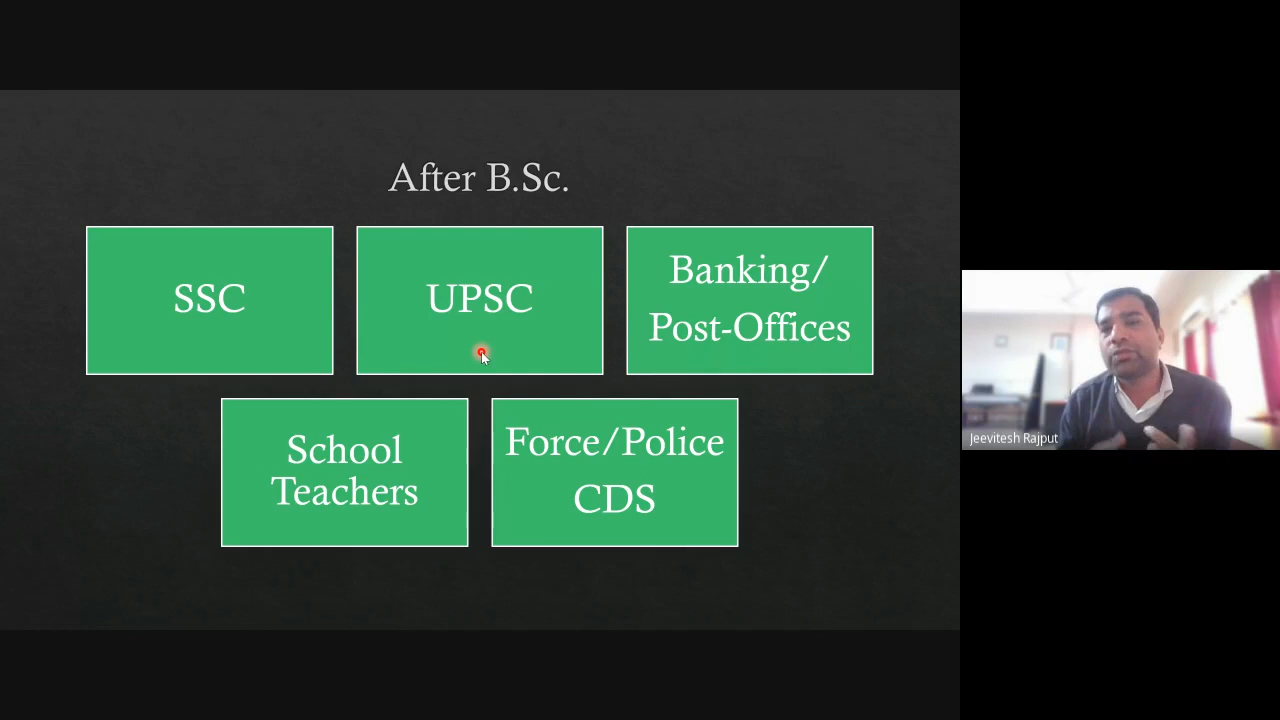 After B.Sc.
SSC
UPSC
Banking/
Post-Offices
School
Teachers
Force/Police
CDS
Jeevitesh Rajput